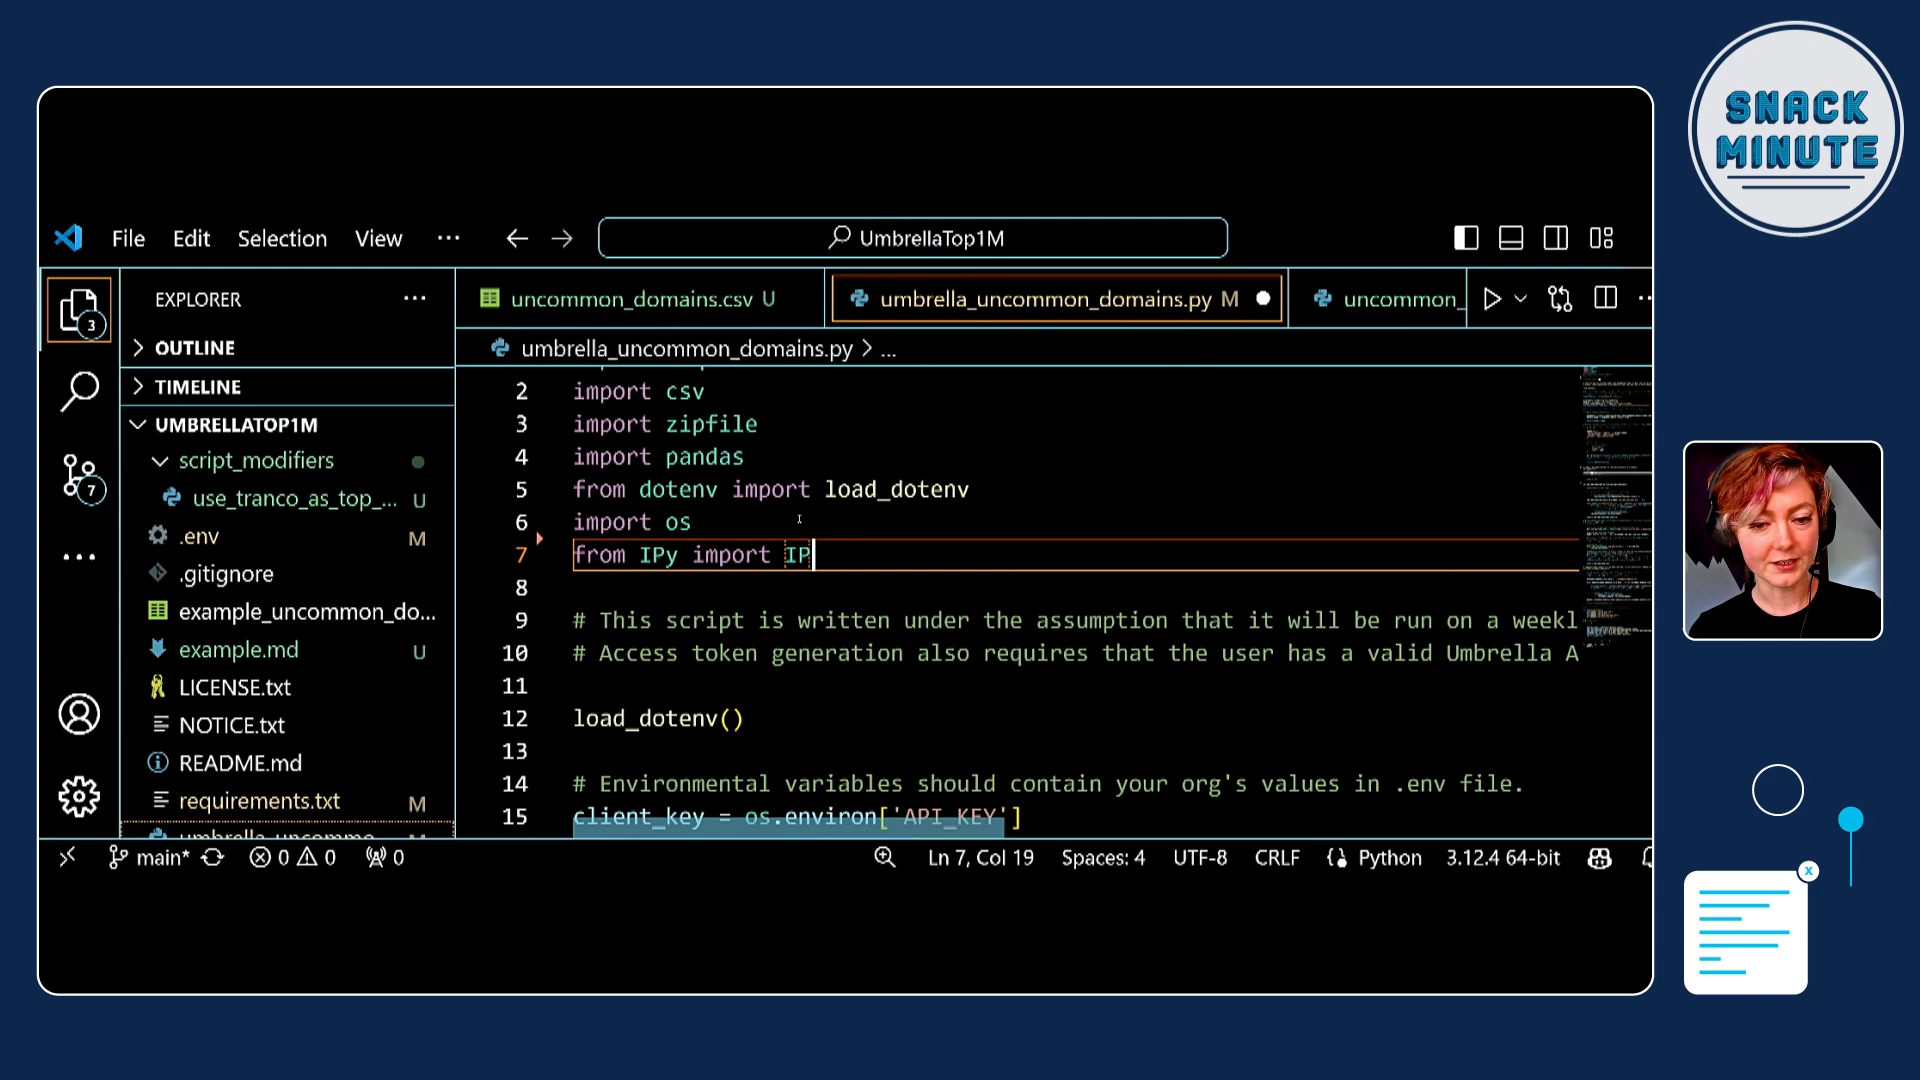 SNACK
MINUTE
File Edit Selection View ... UmbrellaTop1M
3
EXPLORER ...
uncommon_domains.csv U umbrella_uncommon_domains.py M uncommon_
OUTLINE
umbrella_uncommon_domains.py > ...
TIMELINE
UMBRELLATOP1M
script_modifiers
use_tranco_as_top_... U
.env M
.gitignore
example_uncommon_do...
example.md U
LICENSE.txt
NOTICE.txt
README.md
requirements.txt M
7
2 import csv
3 import zipfile
4 import pandas
5 from dotenv import load_dotenv
6 import os
7 from IPy import IP
8
9 # This script is written under the assumption that it will be run on a weekl
10 # Access token generation also requires that the user has a valid Umbrella A
11
12 load_dotenv()
13
14 # Environmental variables should contain your org's values in .env file.
15 client_key = os.environ['API_KEY']
main* 0 0 0 Ln 7, Col 19 Spaces: 4 UTF-8 CRLF Python 3.12.4 64-bit
x